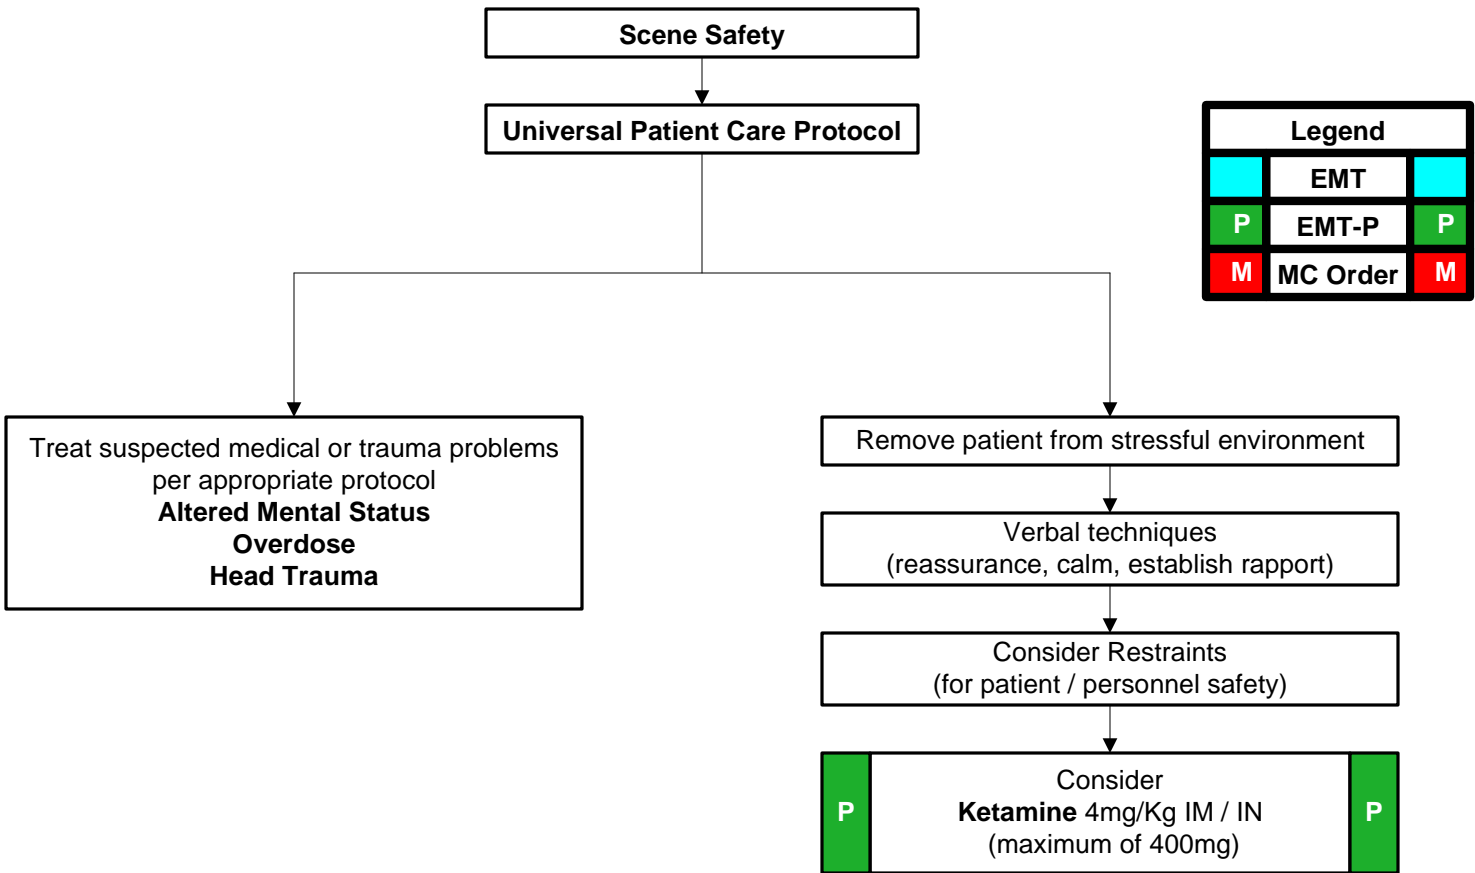 Scene Safety
Universal Patient Care Protocol
Legend
EMT
P EMT-P P
M MC Order M
Treat suspected medical or trauma problems
per appropriate protocol
Altered Mental Status
Overdose
Head Trauma
Remove patient from stressful environment
Verbal techniques
(reassurance, calm, establish rapport)
Consider Restraints
(for patient / personnel safety)
Consider
P Ketamine 4mg/Kg IM / IN P
(maximum of 400mg)